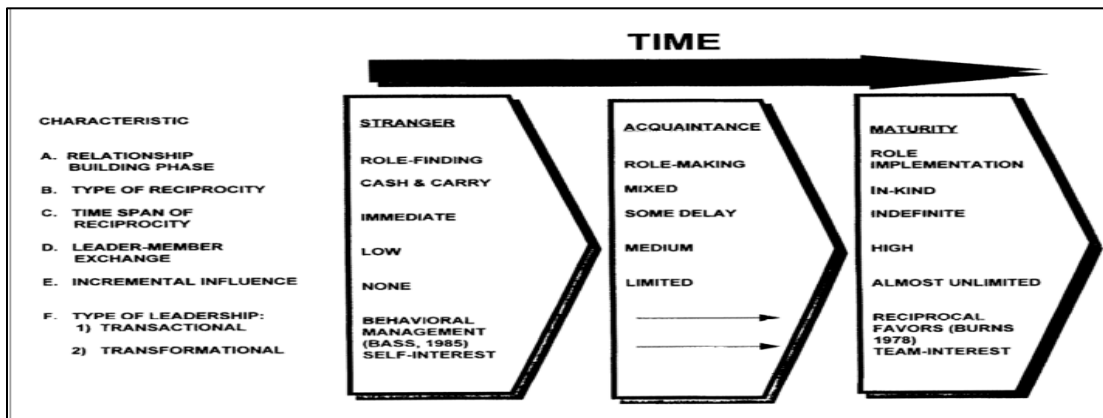 TIME
CHARACTERISTIC
A. RELATIONSHIP
BUILDING PHASE
B. TYPE OF RECIPROCITY
C. TIME SPAN OF
RECIPROCITY
D. LEADER-MEMBER
EXCHANGE
E. INCREMENTAL INFLUENCE
F. TYPE OF LEADERSHIP:
1) TRANSACTIONAL
2) TRANSFORMATIONAL
STRANGER
ROLE-FINDING
CASH & CARRY
IMMEDIATE
LOW
NONE
BEHAVIORAL
MANAGEMENT
(BASS, 1985)
SELF-INTEREST
ACQUAINTANCE
ROLE-MAKING
MIXED
SOME DELAY
MEDIUM
LIMITED
MATURITY
ROLE
IMPLEMENTATION
IN-KIND
INDEFINITE
HIGH
ALMOST UNLIMITED
RECIPROCAL
FAVORS (BURNS
1978)
TEAM-INTEREST